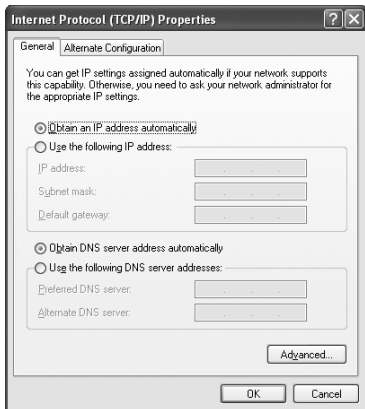 Internet Protocol (TCP/IP) Properties
General
Alternate Configuration
You can get IP settings assigned automatically if your network supports
this capability. Otherwise, you need to ask your network administrator for
the appropriate IP settings.
Obtain an IP address automatically
Use the following IP address:
IP address:
Subnet mask:
Default gateway:
Obtain DNS server address automatically
Use the following DNS server addresses:
Preferred DNS server:
Alternate DNS server:
Advanced...
OK
Cancel